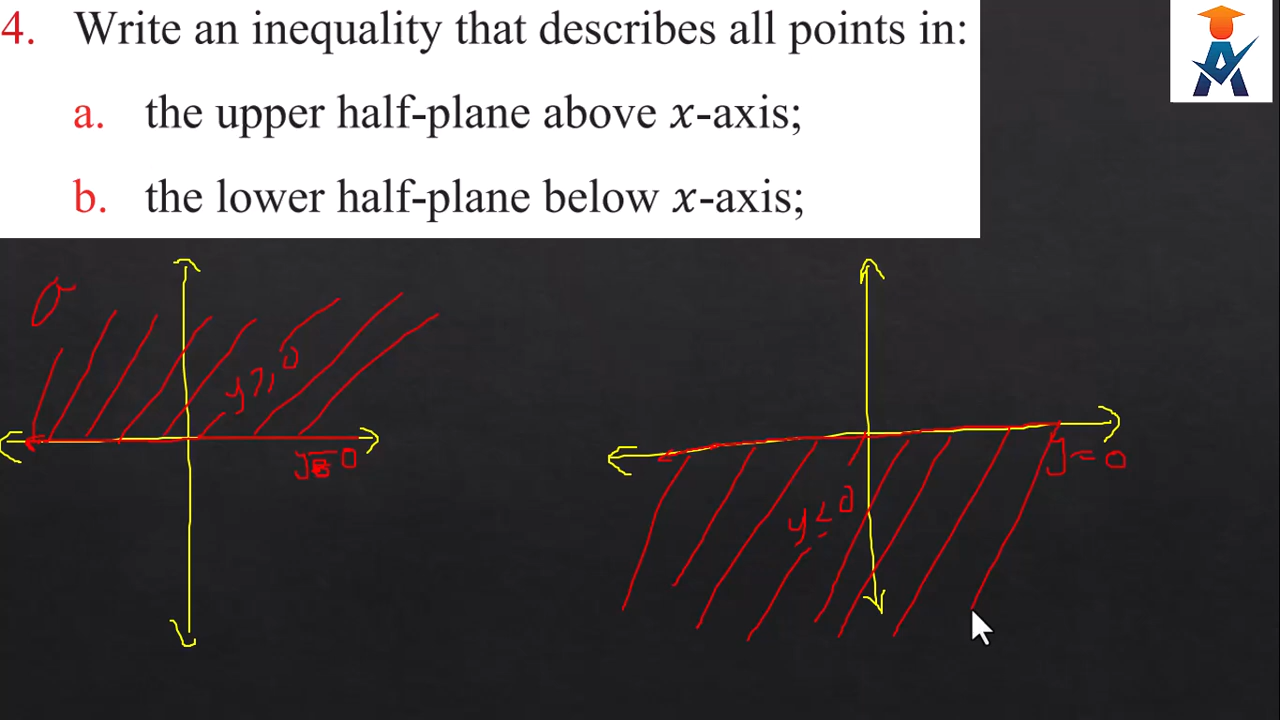 4. Write an inequality that describes all points in:
a. the upper half-plane above x-axis;
b. the lower half-plane below x-axis;
a
y ≥ 0
y = 0
y = 0
y ≤ 0